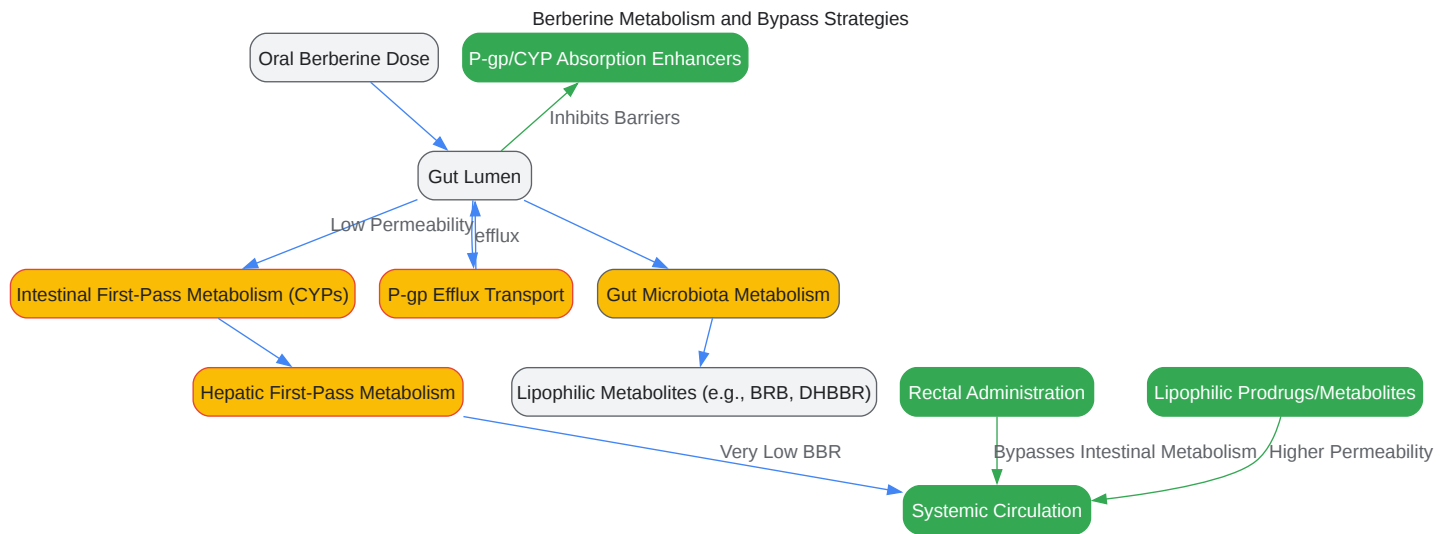 Berberine Metabolism and Bypass Strategies
Oral Berberine Dose
P-gp/CYP Absorption Enhancers
Inhibits Barriers
Gut Lumen
Low Permeability
efflux
Intestinal First-Pass Metabolism (CYPs)
P-gp Efflux Transport
Gut Microbiota Metabolism
Hepatic First-Pass Metabolism
Lipophilic Metabolites (e.g., BRB, DHBBR)
Rectal Administration
Lipophilic Prodrugs/Metabolites
Very Low BBR
Bypasses Intestinal Metabolism
Higher Permeability
Systemic Circulation